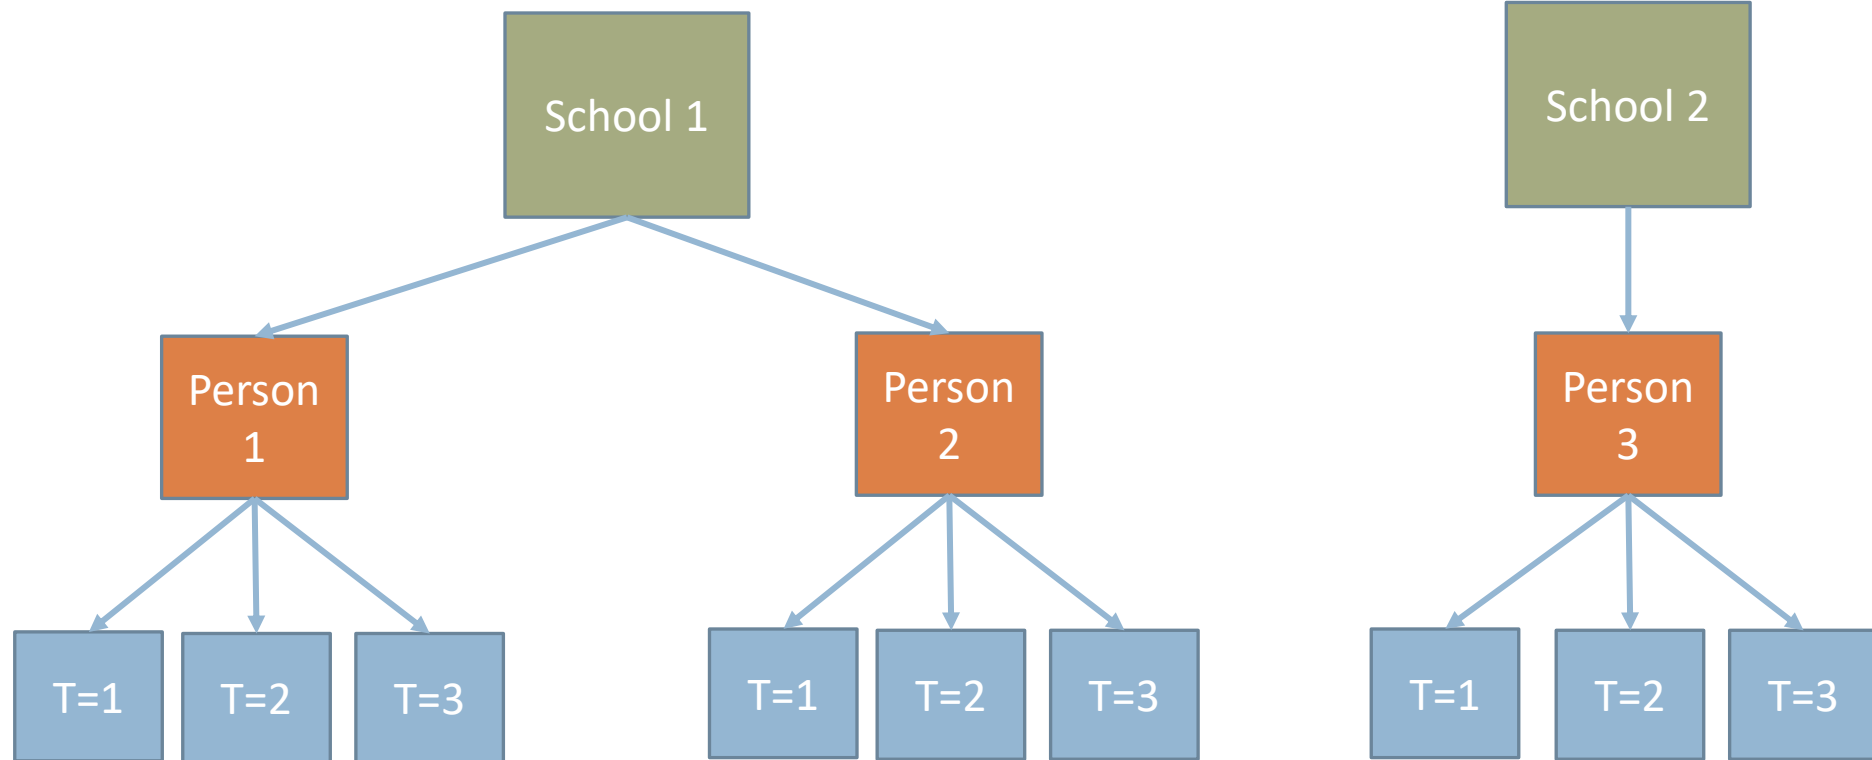 School 1
School 2
Person
1
Person
2
Person
3
T=1
T=2
T=3
T=1
T=2
T=3
T=1
T=2
T=3